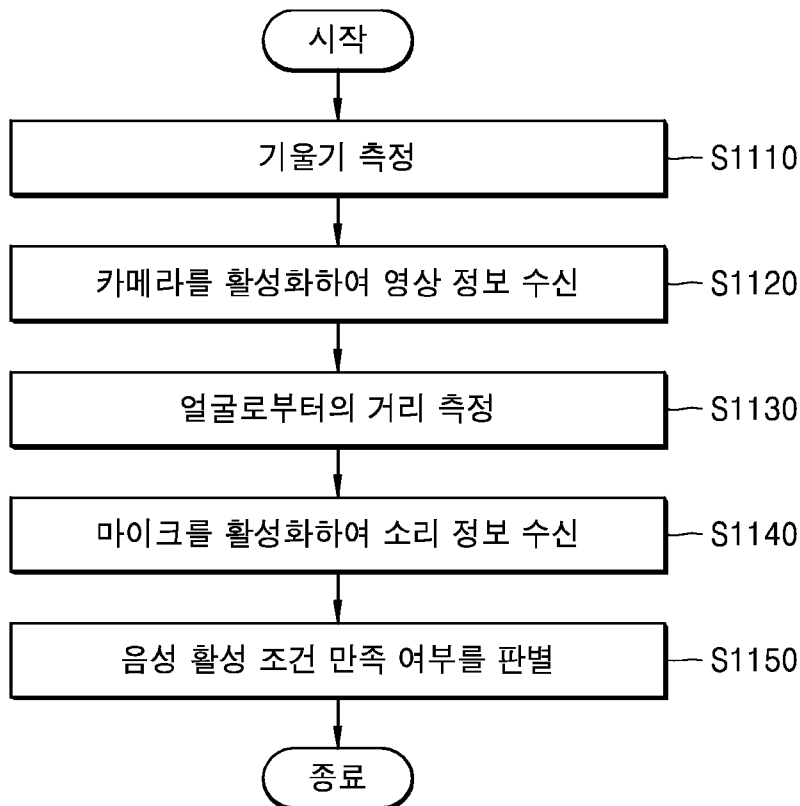 시작
기울기 측정 S1110
카메라를 활성화하여 영상 정보 수신 S1120
얼굴로부터의 거리 측정 S1130
마이크를 활성화하여 소리 정보 수신 S1140
음성 활성 조건 만족 여부를 판별 S1150
종료